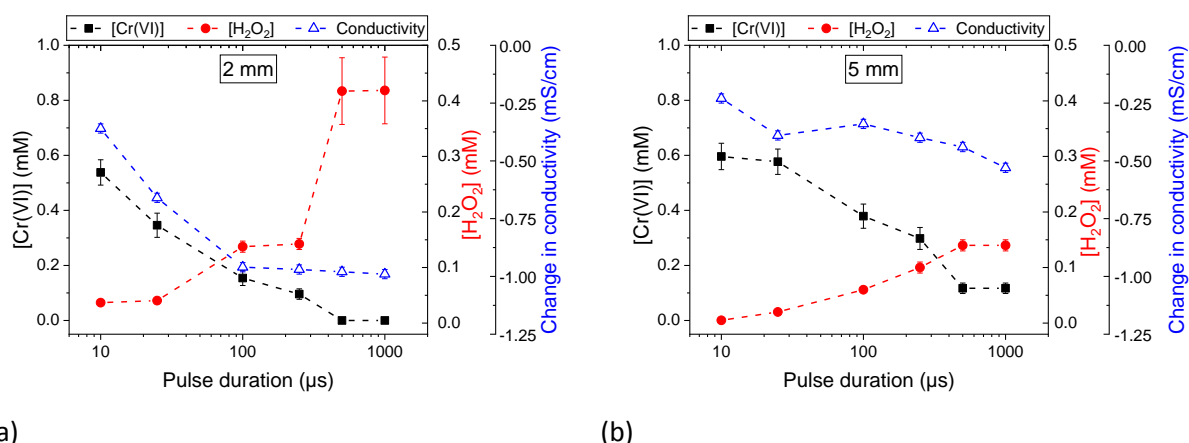 [Cr(VI)] [H₂O₂] Conductivity
2 mm
1.0
0.8
0.6
0.4
0.2
0.0
[Cr(VI)] (mM)
0.5
0.4
0.3
0.2
0.1
0.0
[H₂O₂] (mM)
0.00
-0.25
-0.50
-0.75
-1.00
-1.25
Change in conductivity (mS/cm)
10 100 1000
Pulse duration (µs)
a)
[Cr(VI)] [H₂O₂] Conductivity
5 mm
1.0
0.8
0.6
0.4
0.2
0.0
[Cr(VI)] (mM)
0.5
0.4
0.3
0.2
0.1
0.0
[H₂O₂] (mM)
0.00
-0.25
-0.50
-0.75
-1.00
-1.25
Change in conductivity (mS/cm)
10 100 1000
Pulse duration (µs)
(b)